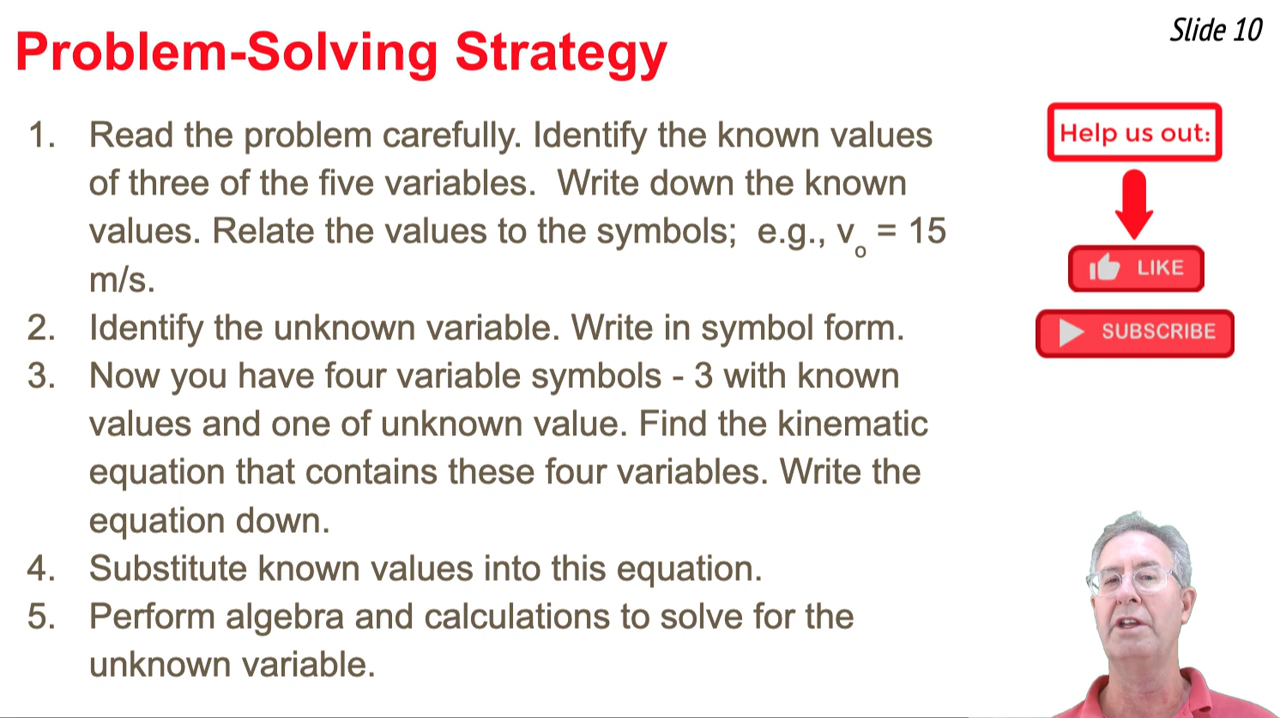 Slide 10
Problem-Solving Strategy
1. Read the problem carefully. Identify the known values
of three of the five variables.  Write down the known
values. Relate the values to the symbols;  e.g., vₒ = 15
m/s.
2. Identify the unknown variable. Write in symbol form.
3. Now you have four variable symbols - 3 with known
values and one of unknown value. Find the kinematic
equation that contains these four variables. Write the
equation down.
4. Substitute known values into this equation.
5. Perform algebra and calculations to solve for the
unknown variable.
Help us out:
LIKE
SUBSCRIBE